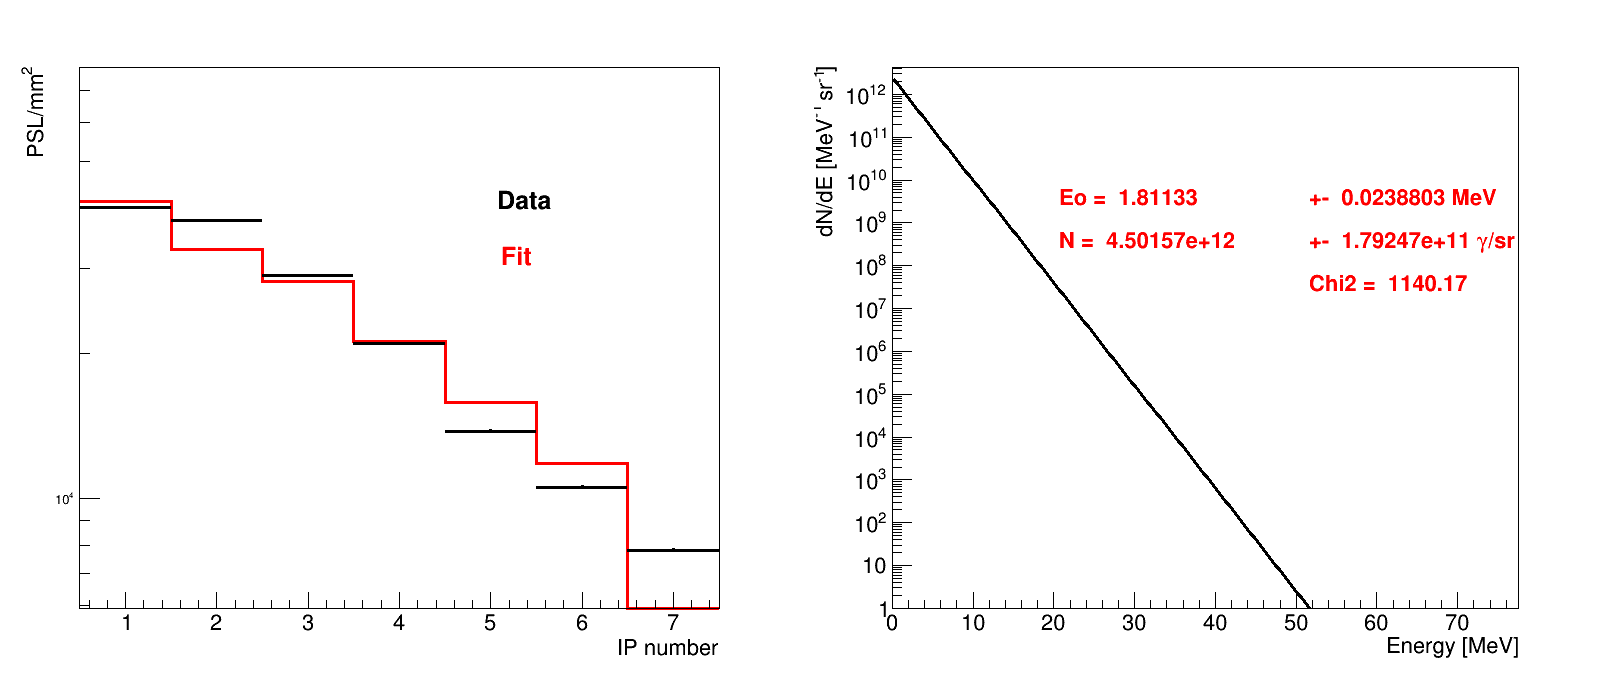 PSL/mm²
Data
Fit
10⁴
1 2 3 4 5 6 7
IP number
dN/dE [MeV⁻¹ sr⁻¹]
10¹²
10¹¹
10¹⁰
10⁹
10⁸
10⁷
10⁶
10⁵
10⁴
10³
10²
10
1
Eo = 1.81133 +- 0.0238803 MeV
N = 4.50157e+12 +- 1.79247e+11 γ/sr
Chi2 = 1140.17
0 10 20 30 40 50 60 70
Energy [MeV]